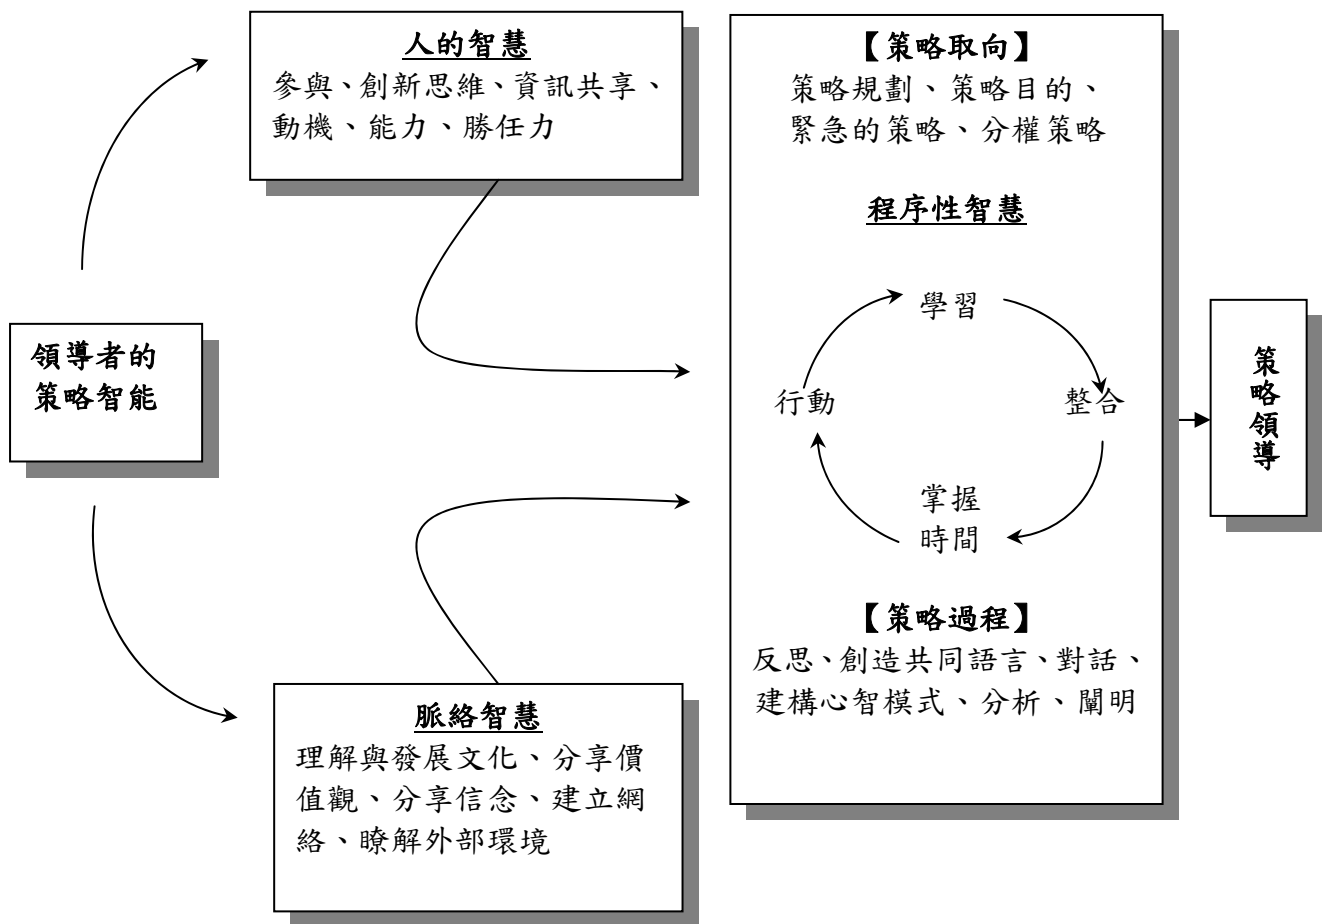 人的智慧
參與、創新思維、資訊共享、
動機、能力、勝任力
領導者的
策略智能
脈絡智慧
理解與發展文化、分享價
值觀、分享信念、建立網
絡、瞭解外部環境
【策略取向】
策略規劃、策略目的、
緊急的策略、分權策略
程序性智慧
學習
行動
整合
掌握
時間
【策略過程】
反思、創造共同語言、對話、
建構心智模式、分析、闡明
策略領導